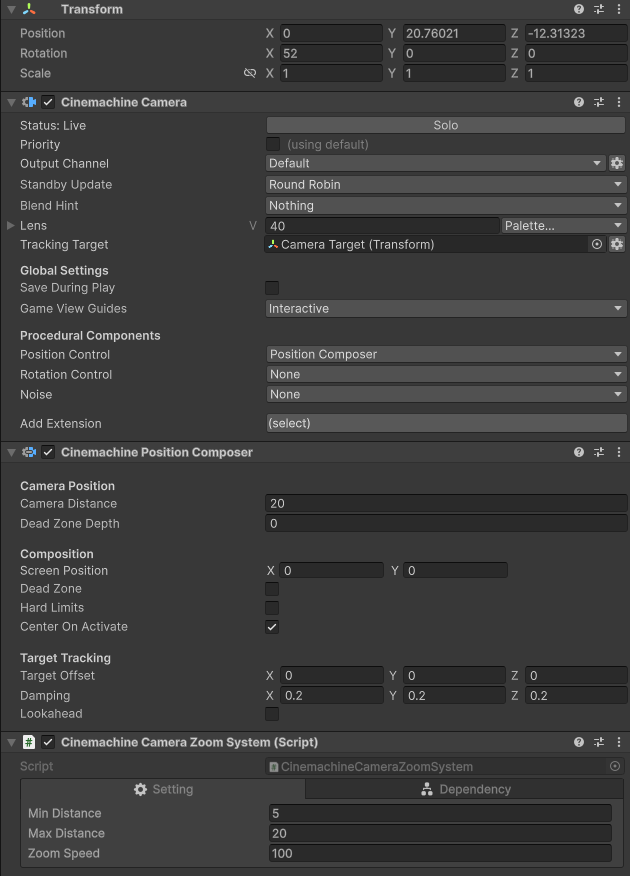 Transform
Position X 0 Y 20.76021 Z -12.31323
Rotation X 52 Y 0 Z 0
Scale X 1 Y 1 Z 1
Cinemachine Camera
Status: Live Solo
Priority (using default)
Output Channel Default
Standby Update Round Robin
Blend Hint Nothing
Lens V 40 Palette...
Tracking Target Camera Target (Transform)
Global Settings
Save During Play
Game View Guides Interactive
Procedural Components
Position Control Position Composer
Rotation Control None
Noise None
Add Extension (select)
Cinemachine Position Composer
Camera Position
Camera Distance 20
Dead Zone Depth 0
Composition
Screen Position X 0 Y 0
Dead Zone
Hard Limits
Center On Activate
Target Tracking
Target Offset X 0 Y 0 Z 0
Damping X 0.2 Y 0.2 Z 0.2
Lookahead
# Cinemachine Camera Zoom System (Script)
Script # CinemachineCameraZoomSystem
Setting Dependency
Min Distance 5
Max Distance 20
Zoom Speed 100